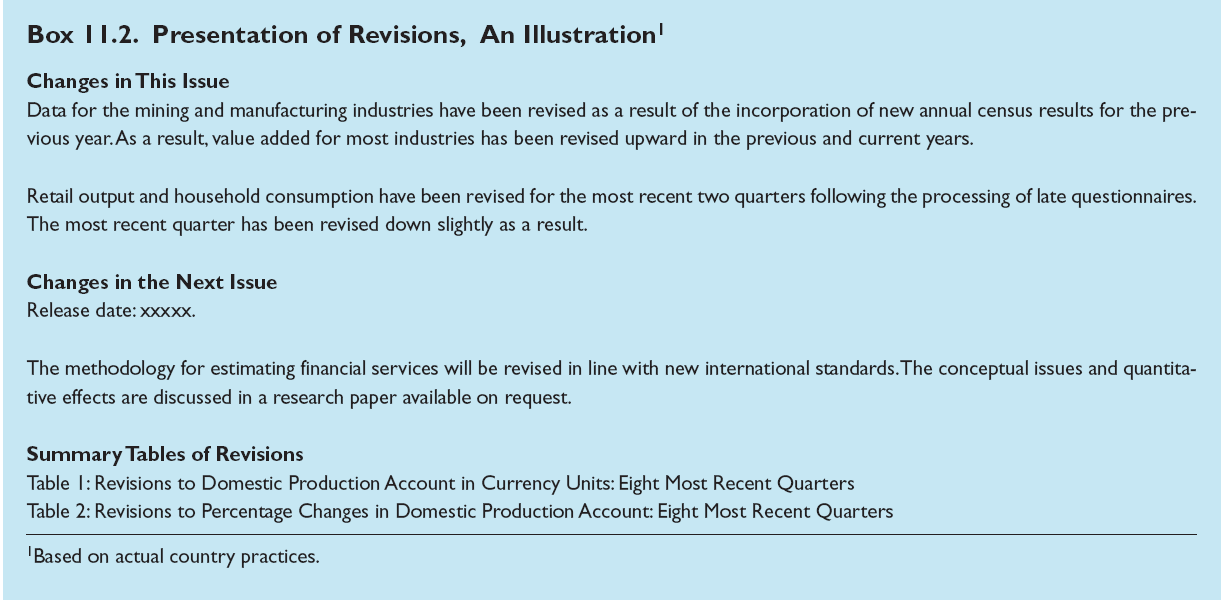 Box 11.2. Presentation of Revisions, An Illustration¹
Changes in This Issue
Data for the mining and manufacturing industries have been revised as a result of the incorporation of new annual census results for the pre-
vious year. As a result, value added for most industries has been revised upward in the previous and current years.
Retail output and household consumption have been revised for the most recent two quarters following the processing of late questionnaires.
The most recent quarter has been revised down slightly as a result.
Changes in the Next Issue
Release date: xxxxx.
The methodology for estimating financial services will be revised in line with new international standards. The conceptual issues and quantita-
tive effects are discussed in a research paper available on request.
Summary Tables of Revisions
Table 1: Revisions to Domestic Production Account in Currency Units: Eight Most Recent Quarters
Table 2: Revisions to Percentage Changes in Domestic Production Account: Eight Most Recent Quarters
¹Based on actual country practices.